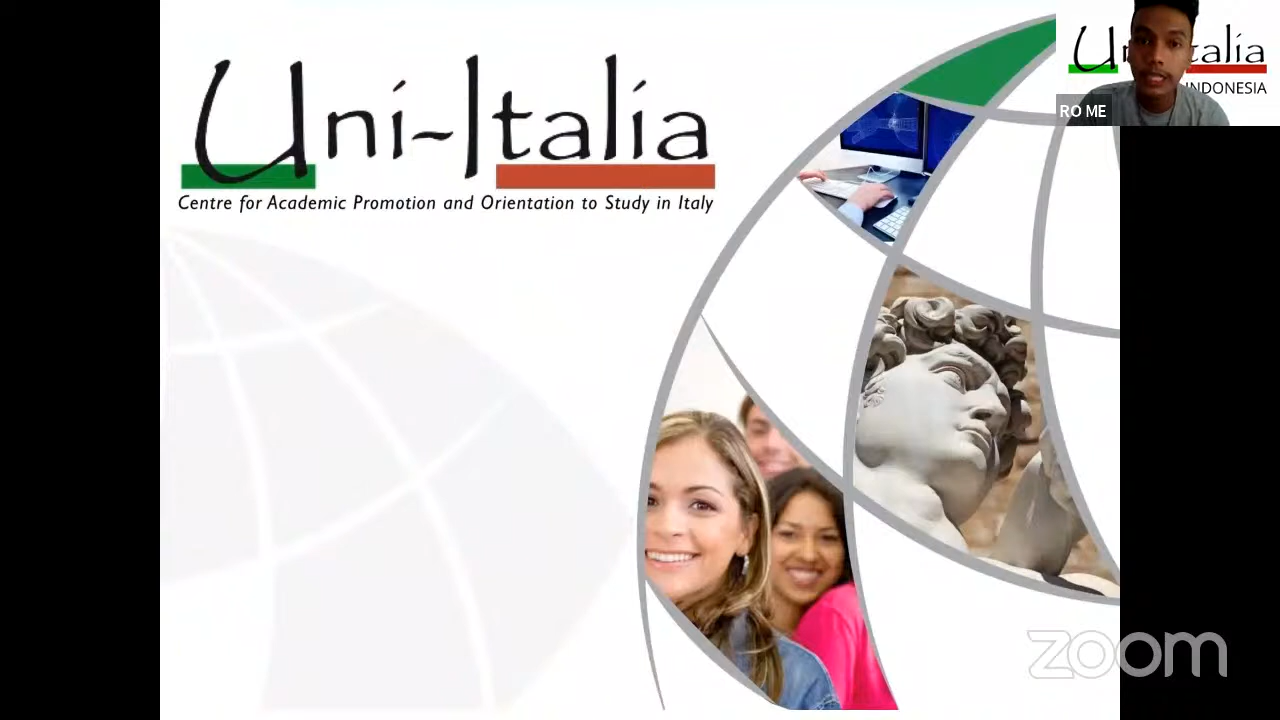 Uni-Italia
Centre for Academic Promotion and Orientation to Study in Italy
Uni-Italia
INDONESIA
RO ME
zoom